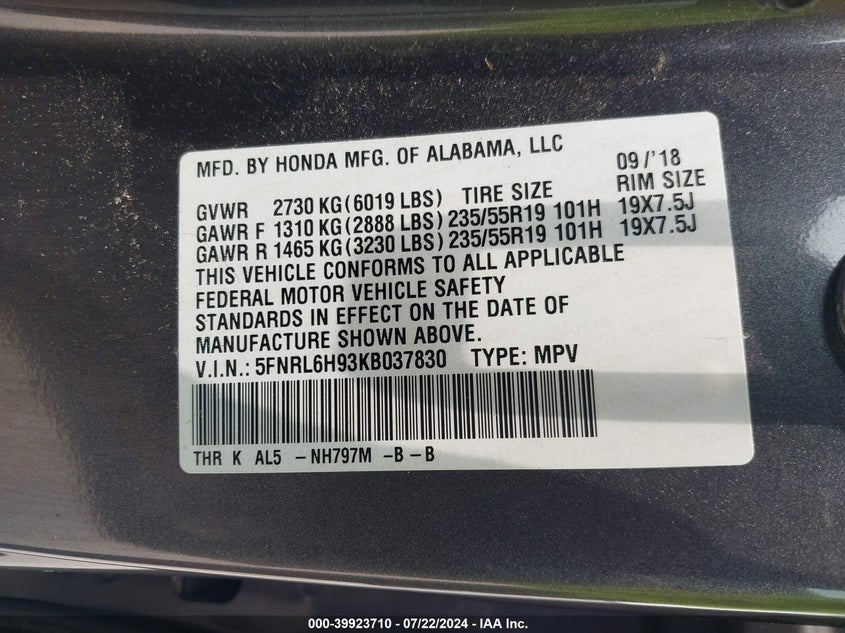 MFD. BY HONDA MFG. OF ALABAMA, LLC 09/'18
GVWR 2730 KG(6019 LBS) TIRE SIZE RIM SIZE
GAWR F 1310 KG(2888 LBS) 235/55R19 101H 19X7.5J
GAWR R 1465 KG(3230 LBS) 235/55R19 101H 19X7.5J
THIS VEHICLE CONFORMS TO ALL APPLICABLE
FEDERAL MOTOR VEHICLE SAFETY
STANDARDS IN EFFECT ON THE DATE OF
MANUFACTURE SHOWN ABOVE.
V.I.N.: 5FNRL6H93KB037830 TYPE: MPV
THR K AL5 -NH797M -B-B
000-39923710 - 07/22/2024 - IAA Inc.